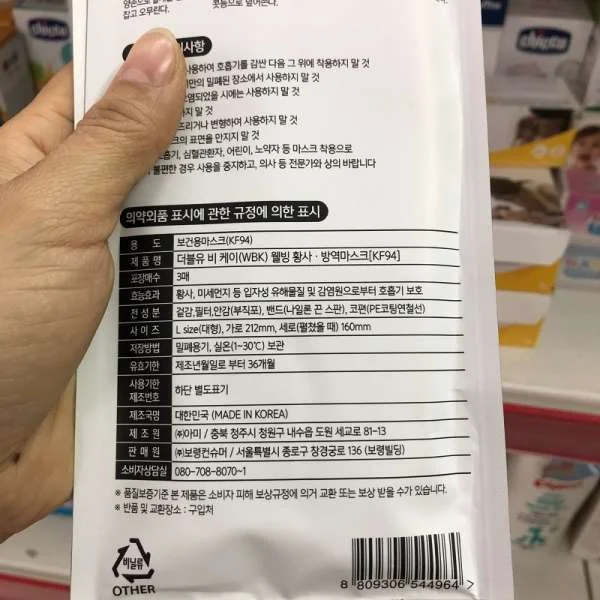 잡고 오무린다.
콧등으로 덮어쓴다.
chicco
chicco
사항
사용하여 호흡기를 감싼 다음 그 위에 착용하지 말 것
미만의 밀폐된 장소에서 사용하지 말 것
오염되었을 시에는 사용하지 말 것
하지 말 것
뜨리거나 변형하여 사용하지 말 것
크의 표면을 만지지 말 것
호흡기, 심혈관환자, 어린이, 노약자 등 마스크 착용으로
불편한 경우 사용을 중지하고, 의사 등 전문가와 상의 바랍니다
의약외품 표시에 관한 규정에 의한 표시
용 도 보건용마스크(KF94)
제 품 명 더블유 비 케이(WBK) 웰빙 황사 · 방역마스크[KF94]
포장매수 3매
효능효과 황사, 미세먼지 등 입자성 유해물질 및 감염원으로부터 호흡기 보호
전 성 분 겉감,필터,안감(부직포), 밴드(나일론 끈 스판), 코편(PE코팅연철선)
사 이 즈 L size(대형), 가로 212mm, 세로(펼쳤을 때) 160mm
저장방법 밀폐용기, 실온(1~30℃) 보관
유효기한 제조년월일로 부터 36개월
사용기한
제조번호 하단 별도표기
제조국명 대한민국 (MADE IN KOREA)
제 조 원 ㈜아미 / 충북 청주시 청원구 내수읍 도원 세교로 81-13
판 매 원 ㈜보령컨슈머 / 서울특별시 종로구 창경궁로 136 (보령빌딩)
소비자상담실 080-708-8070~1
※ 품질보증기준 본 제품은 소비자 피해 보상규정에 의거 교환 또는 보상 받을 수가 있습니다.
※ 반품 및 교환장소 : 구입처
비닐류
OTHER
8 809306 544964 >